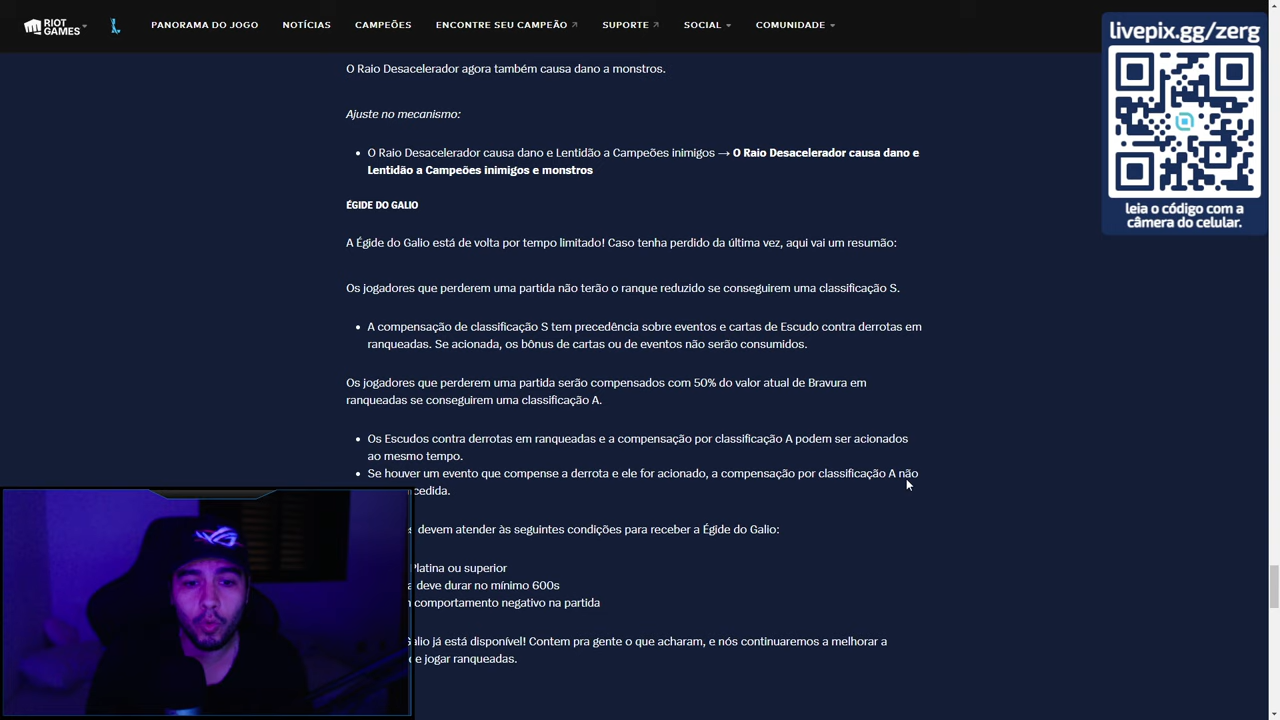 RIOT GAMES
PANORAMA DO JOGO
NOTÍCIAS
CAMPEÕES
ENCONTRE SEU CAMPEÃO
SUPORTE
SOCIAL
COMUNIDADE
livepix.gg/zerg
leia o código com a
câmera do celular.
O Raio Desacelerador agora também causa dano a monstros.
Ajuste no mecanismo:
O Raio Desacelerador causa dano e Lentidão a Campeões inimigos → O Raio Desacelerador causa dano e
Lentidão a Campeões inimigos e monstros
ÉGIDE DO GALIO
A Égide do Galio está de volta por tempo limitado! Caso tenha perdido da última vez, aqui vai um resumão:
Os jogadores que perderem uma partida não terão o ranque reduzido se conseguirem uma classificação S.
A compensação de classificação S tem precedência sobre eventos e cartas de Escudo contra derrotas em
ranqueadas. Se acionada, os bônus de cartas ou de eventos não serão consumidos.
Os jogadores que perderem uma partida serão compensados com 50% do valor atual de Bravura em
ranqueadas se conseguirem uma classificação A.
Os Escudos contra derrotas em ranqueadas e a compensação por classificação A podem ser acionados
ao mesmo tempo.
Se houver um evento que compense a derrota e ele for acionado, a compensação por classificação A não
cedida.
devem atender às seguintes condições para receber a Égide do Galio:
Platina ou superior
deve durar no mínimo 600s
comportamento negativo na partida
alio já está disponível! Contem pra gente o que acharam, e nós continuaremos a melhorar a
e jogar ranqueadas.